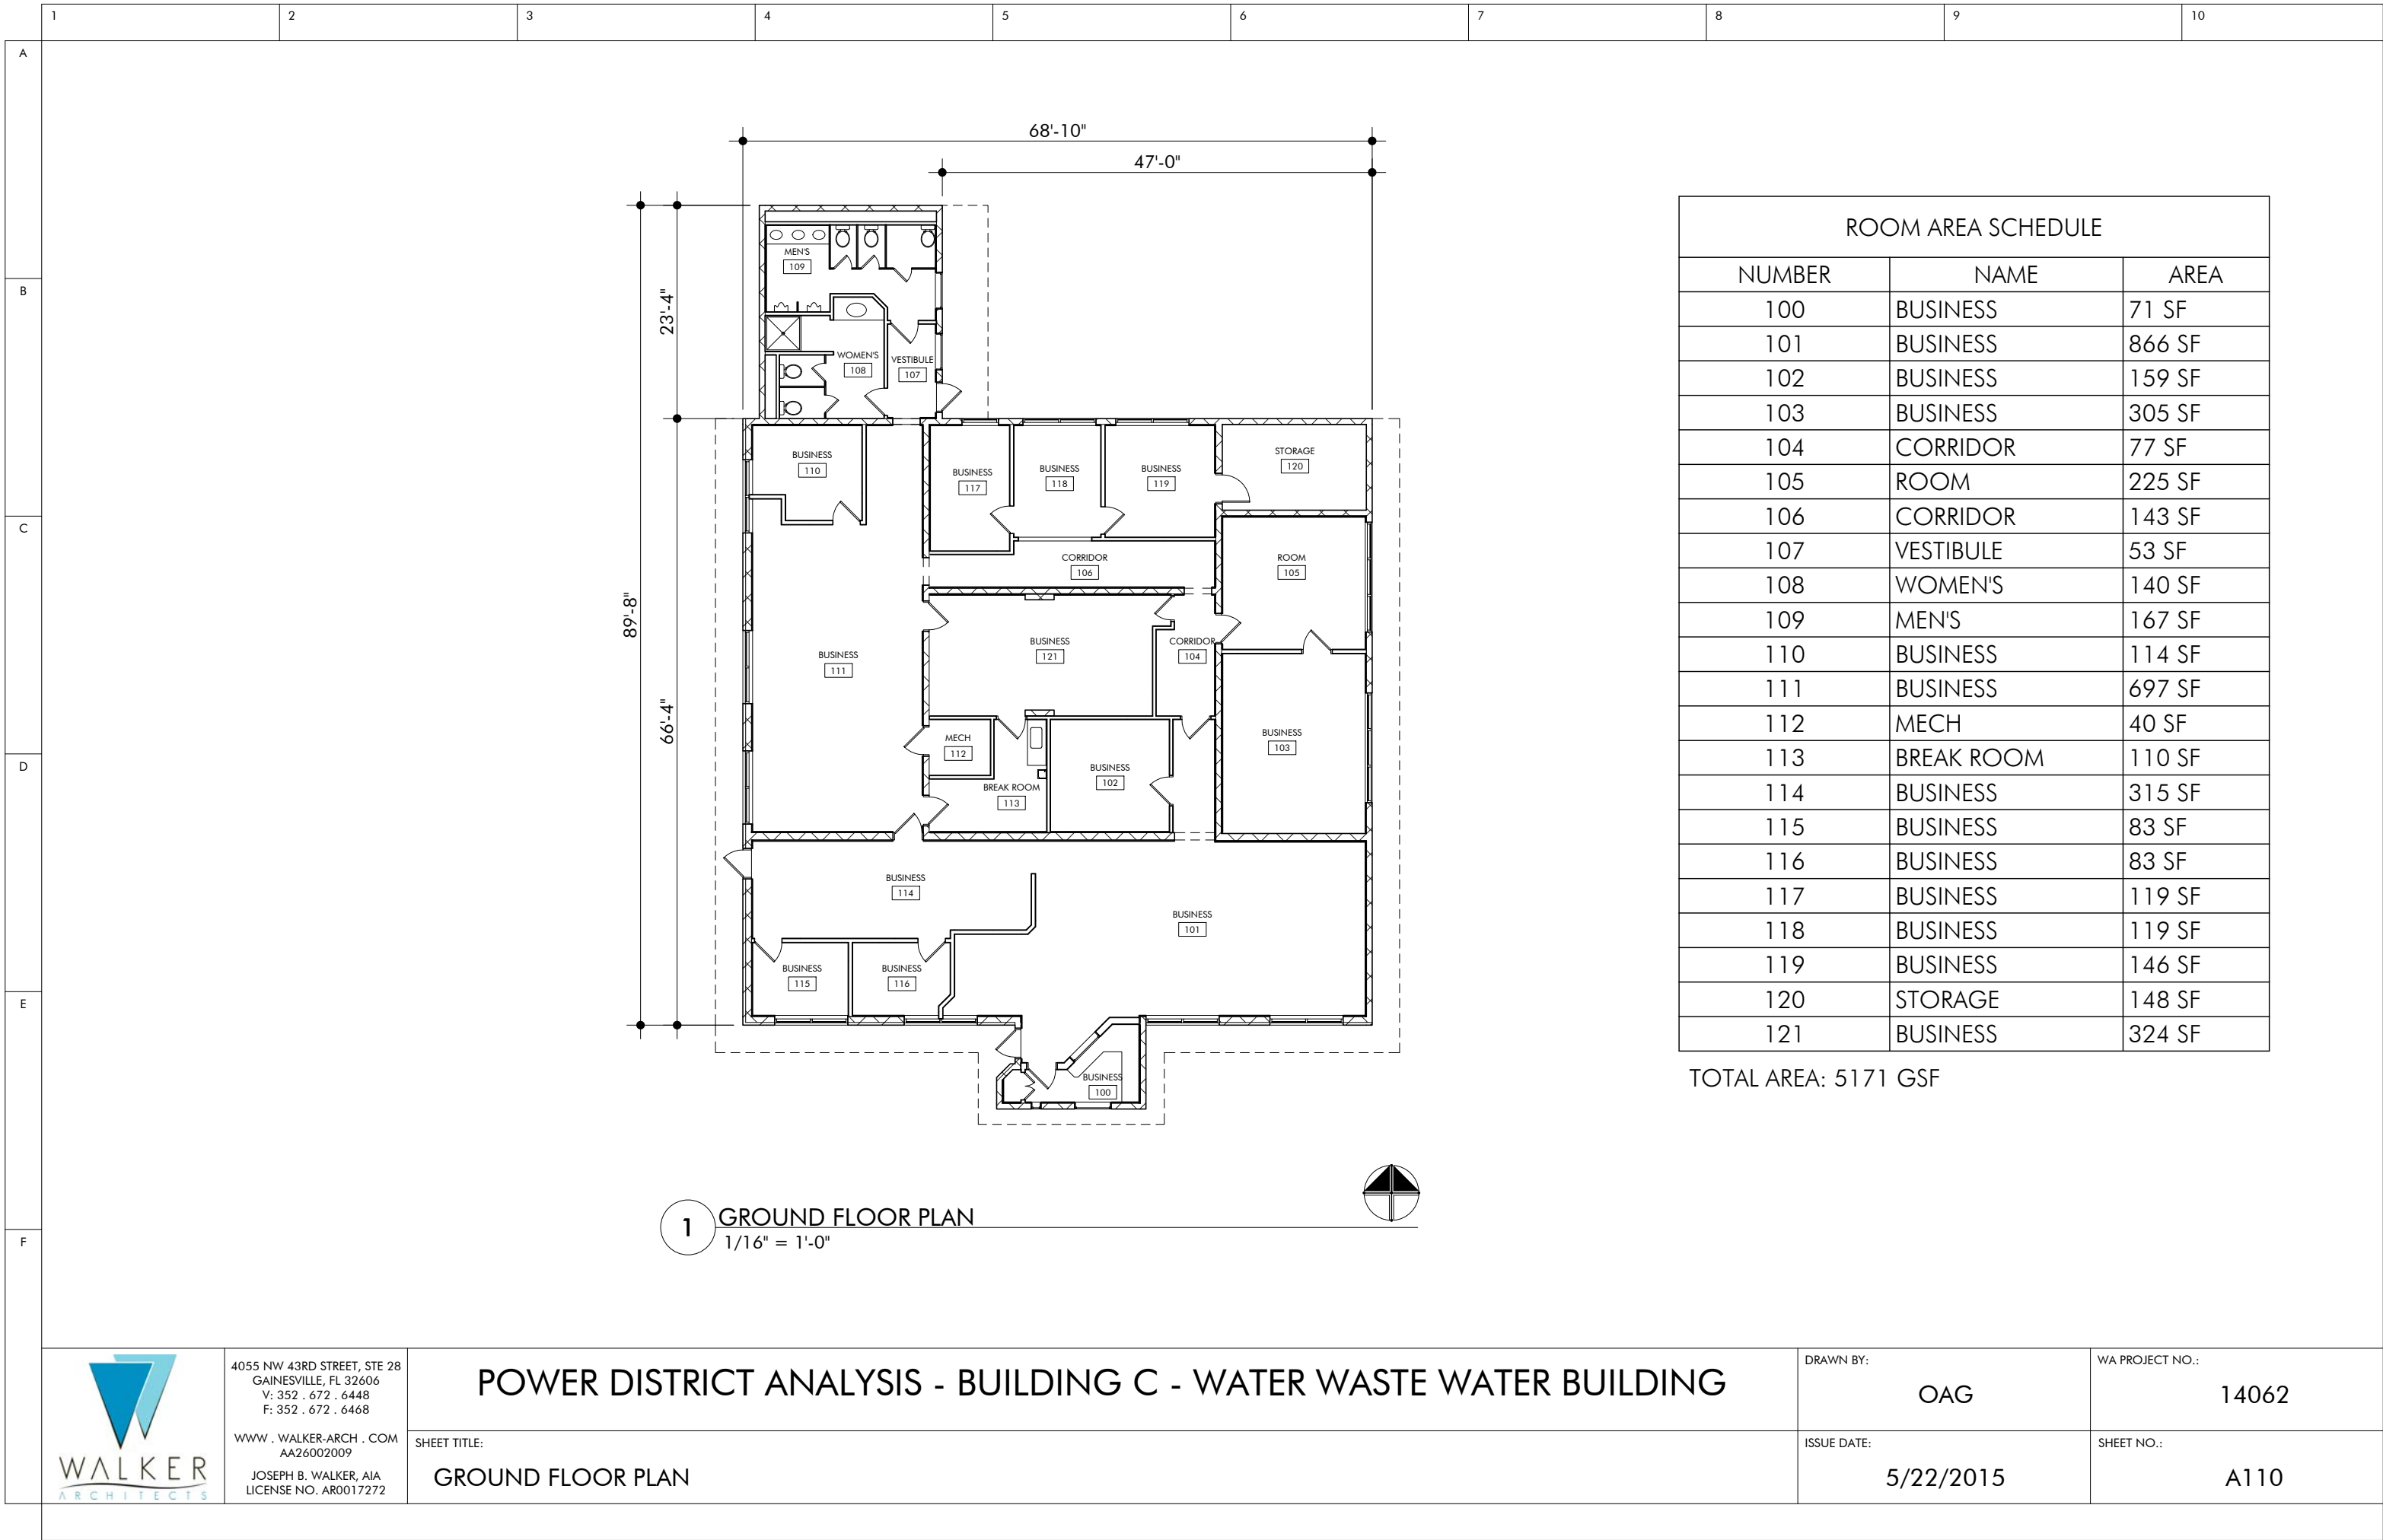 1 2 3 4 5 6 7 8 9 10
A
B
C
D
E
F
68'-10"
47'-0"
23'-4"
89'-8"
66'-4"
MEN'S
109
WOMEN'S
108
VESTIBULE
107
BUSINESS
110
BUSINESS
117
BUSINESS
118
BUSINESS
119
STORAGE
120
CORRIDOR
106
ROOM
105
BUSINESS
111
BUSINESS
121
CORRIDOR
104
MECH
112
BREAK ROOM
113
BUSINESS
102
BUSINESS
103
BUSINESS
114
BUSINESS
101
BUSINESS
115
BUSINESS
116
BUSINESS
100
1 GROUND FLOOR PLAN
1/16" = 1'-0"
ROOM AREA SCHEDULE
NUMBER NAME AREA
100 BUSINESS 71 SF
101 BUSINESS 866 SF
102 BUSINESS 159 SF
103 BUSINESS 305 SF
104 CORRIDOR 77 SF
105 ROOM 225 SF
106 CORRIDOR 143 SF
107 VESTIBULE 53 SF
108 WOMEN'S 140 SF
109 MEN'S 167 SF
110 BUSINESS 114 SF
111 BUSINESS 697 SF
112 MECH 40 SF
113 BREAK ROOM 110 SF
114 BUSINESS 315 SF
115 BUSINESS 83 SF
116 BUSINESS 83 SF
117 BUSINESS 119 SF
118 BUSINESS 119 SF
119 BUSINESS 146 SF
120 STORAGE 148 SF
121 BUSINESS 324 SF
TOTAL AREA: 5171 GSF
WALKER
ARCHITECTS
4055 NW 43RD STREET, STE 28
GAINESVILLE, FL 32606
V: 352 . 672 . 6448
F: 352 . 672 . 6468
WWW . WALKER-ARCH . COM
AA26002009
JOSEPH B. WALKER, AIA
LICENSE NO. AR0017272
POWER DISTRICT ANALYSIS - BUILDING C - WATER WASTE WATER BUILDING
SHEET TITLE:
GROUND FLOOR PLAN
DRAWN BY:
OAG
WA PROJECT NO.:
14062
ISSUE DATE:
5/22/2015
SHEET NO.:
A110